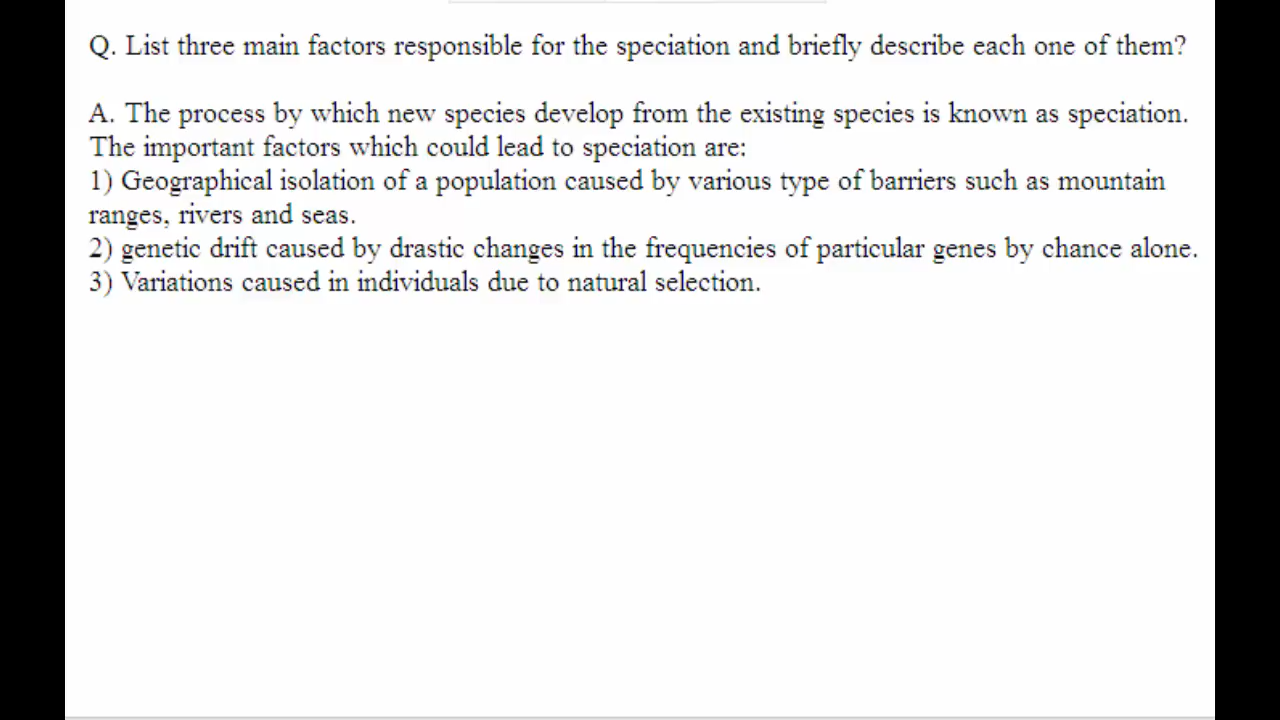 Q. List three main factors responsible for the speciation and briefly describe each one of them?
A. The process by which new species develop from the existing species is known as speciation.
The important factors which could lead to speciation are:
1) Geographical isolation of a population caused by various type of barriers such as mountain
ranges, rivers and seas.
2) genetic drift caused by drastic changes in the frequencies of particular genes by chance alone.
3) Variations caused in individuals due to natural selection.